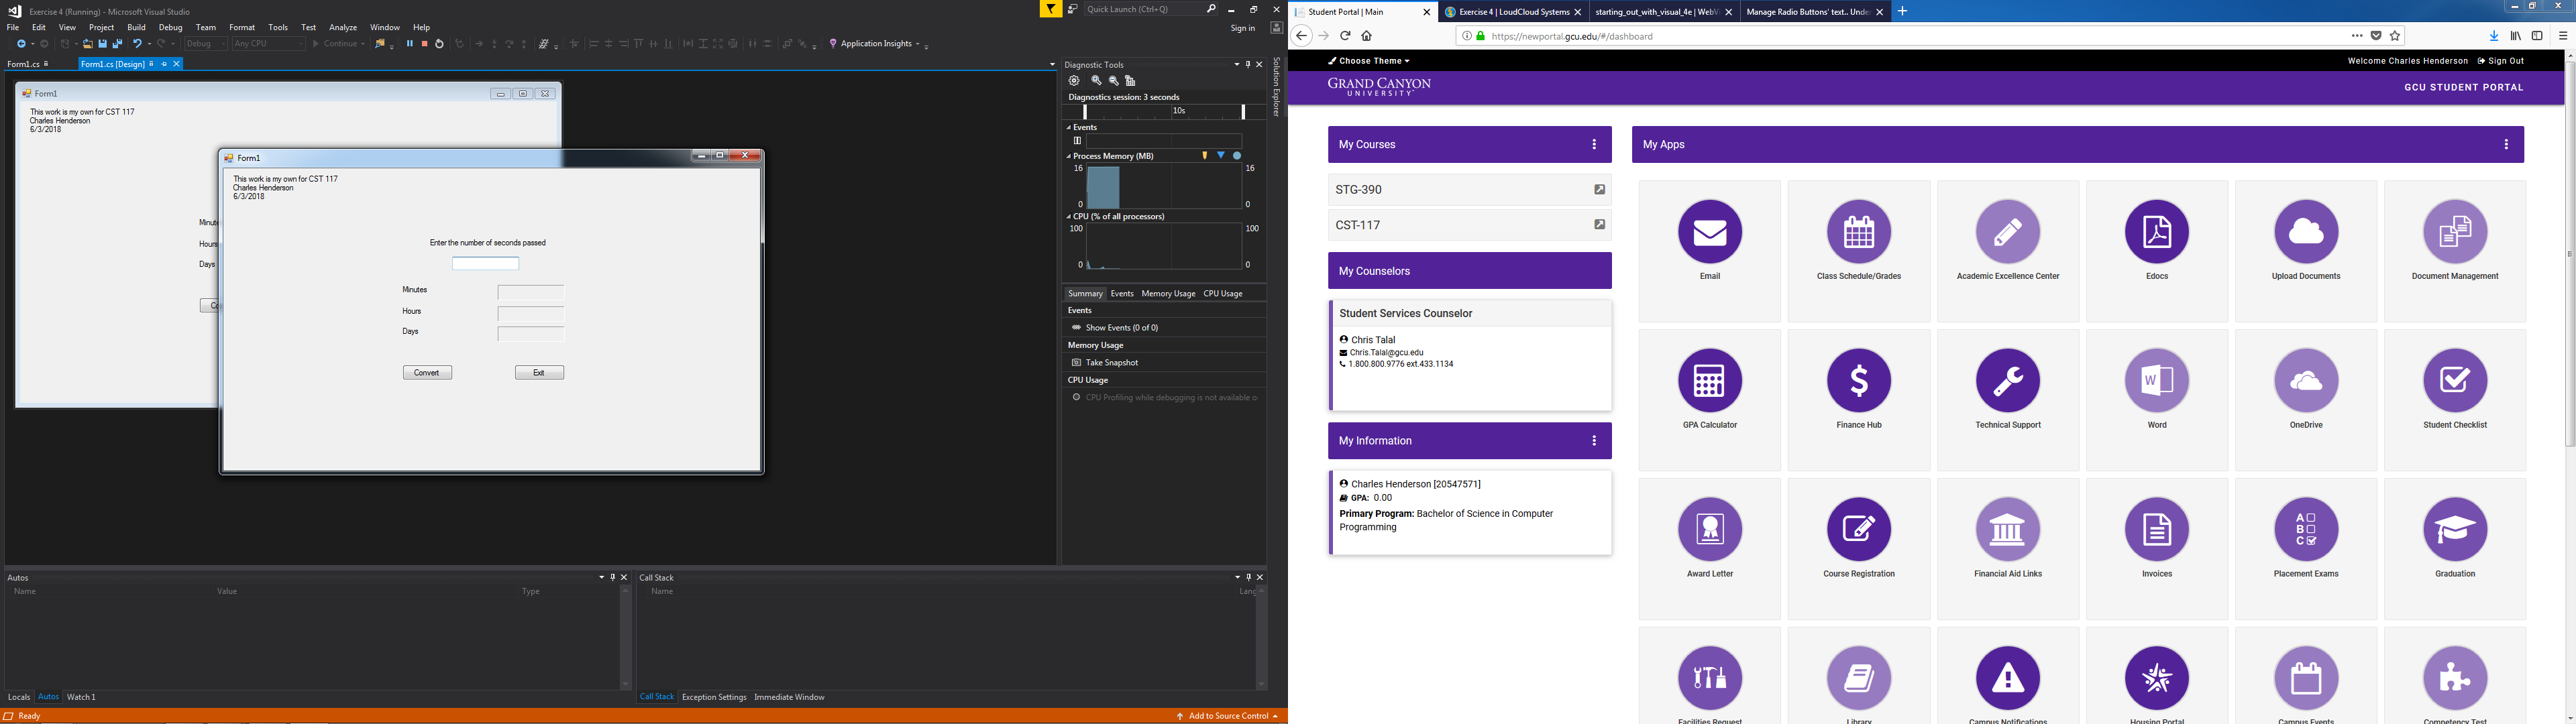 Exercise 4 (Running) - Microsoft Visual Studio
Quick Launch (Ctrl+Q)
File Edit View Project Build Debug Team Format Tools Test Analyze Window Help
Sign in
Debug Any CPU Continue Application Insights
Form1.cs Form1.cs [Design]
Form1
This work is my own for CST 117
Charles Henderson
6/3/2018
Hours
Days
Form1
This work is my own for CST 117
Charles Henderson
6/3/2018
Enter the number of seconds passed
Minutes
Hours
Days
Convert Exit
Diagnostic Tools
Diagnostics session: 3 seconds
10s
Events
Process Memory (MB)
16 16
0 0
CPU (% of all processors)
100 100
0 0
Summary Events Memory Usage CPU Usage
Events
Show Events (0 of 0)
Memory Usage
Take Snapshot
CPU Usage
CPU Profiling while debugging is not available o
Solution Explorer
Autos
Name Value Type
Locals Autos Watch 1
Call Stack
Name Lang
Call Stack Exception Settings Immediate Window
Ready Add to Source Control
Student Portal | Main Exercise 4 | LoudCloud Systems starting_out_with_visual_4e | WebVi Manage Radio Buttons' text.. Unde
https://newportal.gcu.edu/#/dashboard
Choose Theme Welcome Charles Henderson Sign Out
GRAND CANYON
UNIVERSITY
GCU STUDENT PORTAL
My Courses
STG-390
CST-117
My Counselors
Student Services Counselor
Chris Talal
Chris.Talal@gcu.edu
1.800.800.9776 ext.433.1134
My Information
Charles Henderson [20547571]
GPA: 0.00
Primary Program: Bachelor of Science in Computer
Programming
My Apps
Email Class Schedule/Grades Academic Excellence Center Edocs Upload Documents Document Management
W
GPA Calculator Finance Hub Technical Support Word OneDrive Student Checklist
A
B
C
Award Letter Course Registration Financial Aid Links Invoices Placement Exams Graduation
Facilities Request Library Campus Notifications Housing Portal Campus Events Competency Test